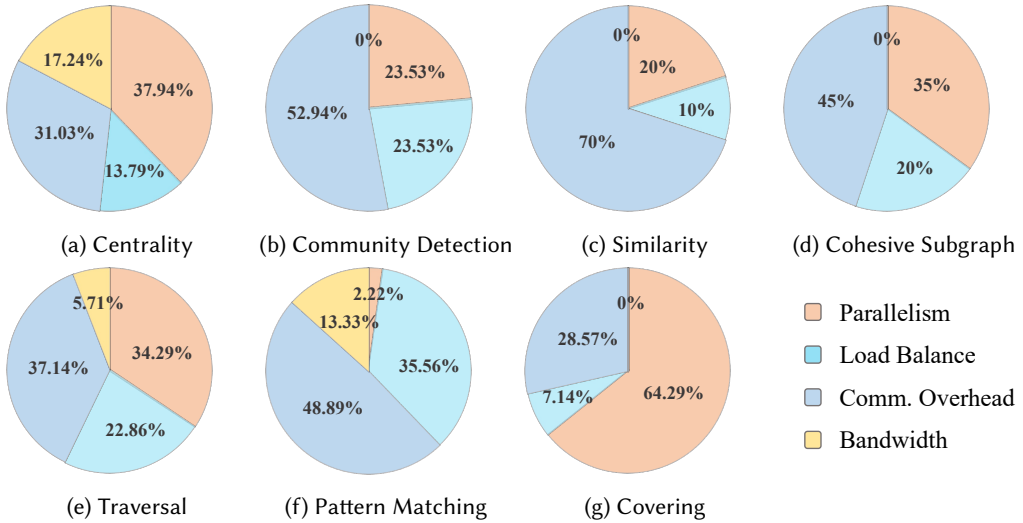 17.24%
37.94%
31.03%
13.79%
(a) Centrality
0%
23.53%
52.94%
23.53%
(b) Community Detection
0%
20%
10%
70%
(c) Similarity
0%
35%
45%
20%
(d) Cohesive Subgraph
5.71%
34.29%
37.14%
22.86%
(e) Traversal
2.22%
13.33%
35.56%
48.89%
(f) Pattern Matching
0%
28.57%
7.14%
64.29%
(g) Covering
Parallelism
Load Balance
Comm. Overhead
Bandwidth